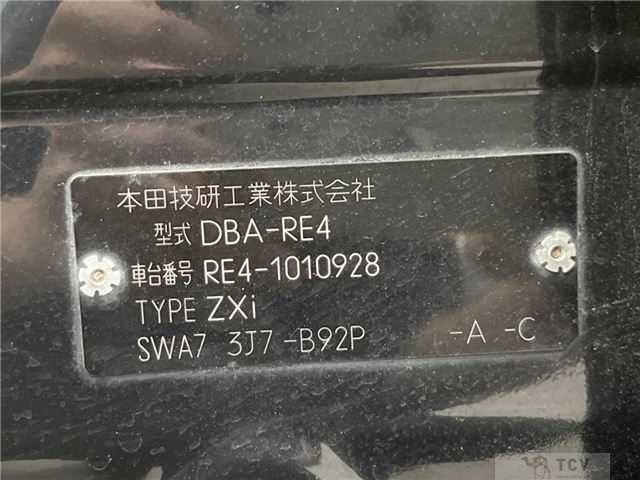 本田技研工業株式会社
型式 DBA-RE4
車台番号 RE4-1010928
TYPE ZXi
SWA7 3J7-B92P -A -C
TCV